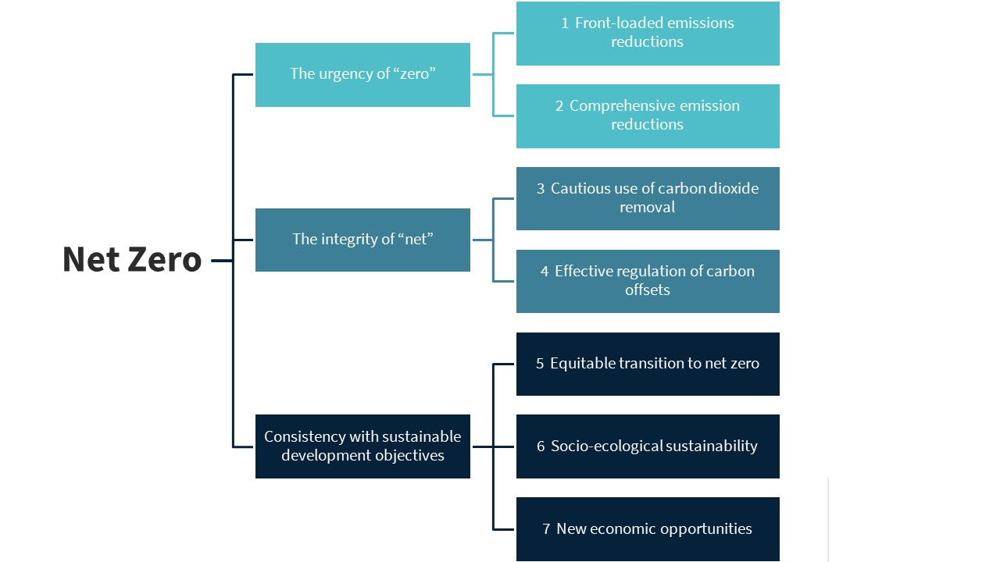 Net Zero
The urgency of “zero”
1 Front-loaded emissions
reductions
2 Comprehensive emission
reductions
The integrity of “net”
3 Cautious use of carbon dioxide
removal
4 Effective regulation of carbon
offsets
Consistency with sustainable
development objectives
5 Equitable transition to net zero
6 Socio-ecological sustainability
7 New economic opportunities